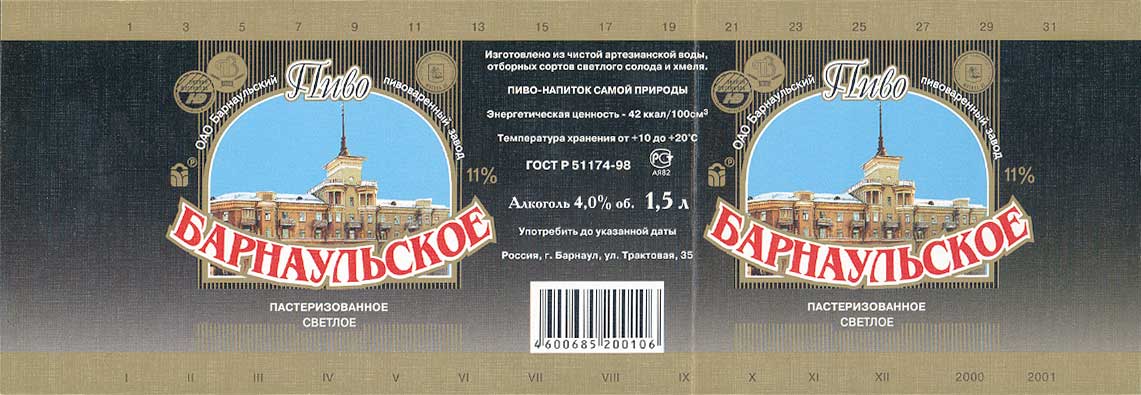 1 3 5 7 9 11 13 15 17 19 21 23 25 27 29 31
Пиво
ОАО Барнаульский пивоваренный завод
11%
БАРНАУЛЬСКОЕ
ПАСТЕРИЗОВАННОЕ
СВЕТЛОЕ
Изготовлено из чистой артезианской воды,
отборных сортов светлого солода и хмеля.
ПИВО-НАПИТОК САМОЙ ПРИРОДЫ
Энергетическая ценность - 42 ккал/100см³
Температура хранения от +10 до +20°С
ГОСТ Р 51174-98
АЯ82
Алкоголь 4,0% об. 1,5 л
Употребить до указанной даты
Россия, г. Барнаул, ул. Трактовая, 35
4600685200106
Пиво
ОАО Барнаульский пивоваренный завод
®
11%
БАРНАУЛЬСКОЕ
ПАСТЕРИЗОВАННОЕ
СВЕТЛОЕ
I II III IV V VI VII VIII IX X XI XII 2000 2001